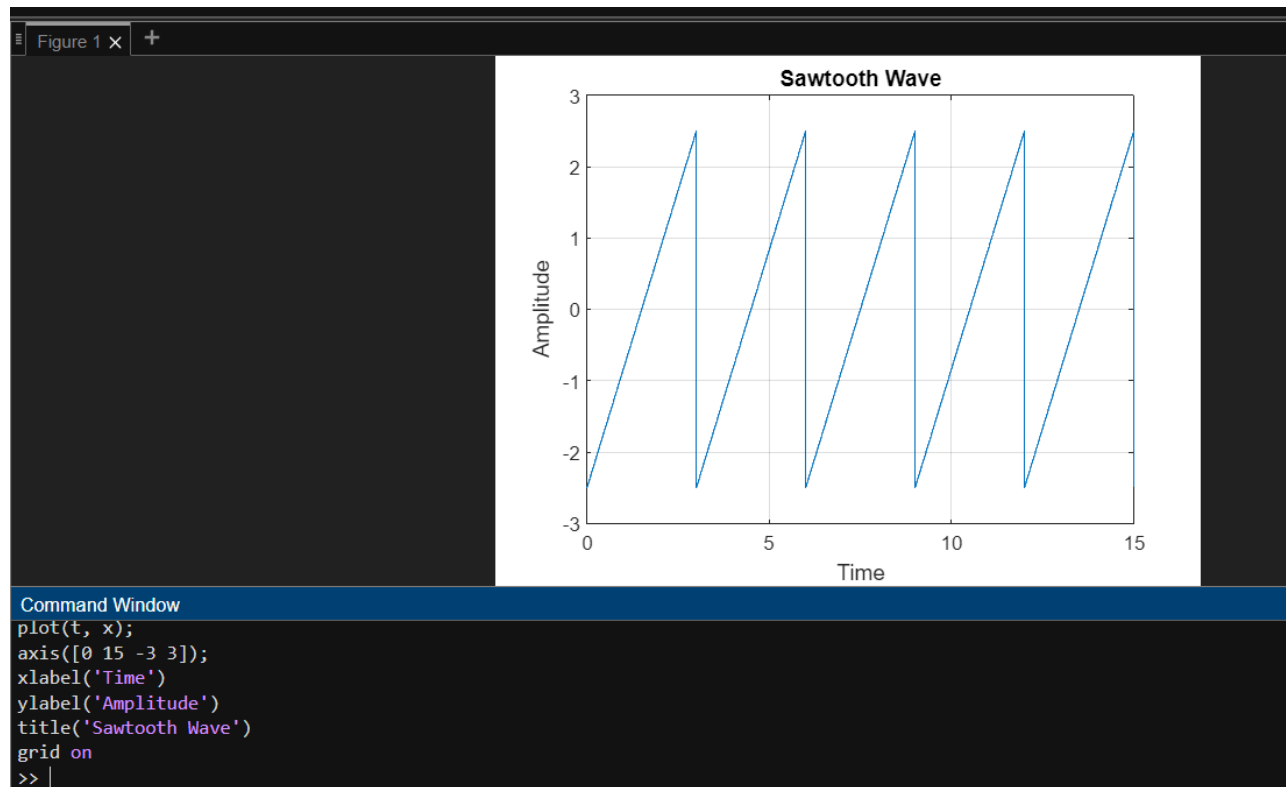 Figure 1 × +
Sawtooth Wave
3
2
1
0
-1
-2
-3
Amplitude
0 5 10 15
Time
Command Window
plot(t, x);
axis([0 15 -3 3]);
xlabel('Time')
ylabel('Amplitude')
title('Sawtooth Wave')
grid on
>>